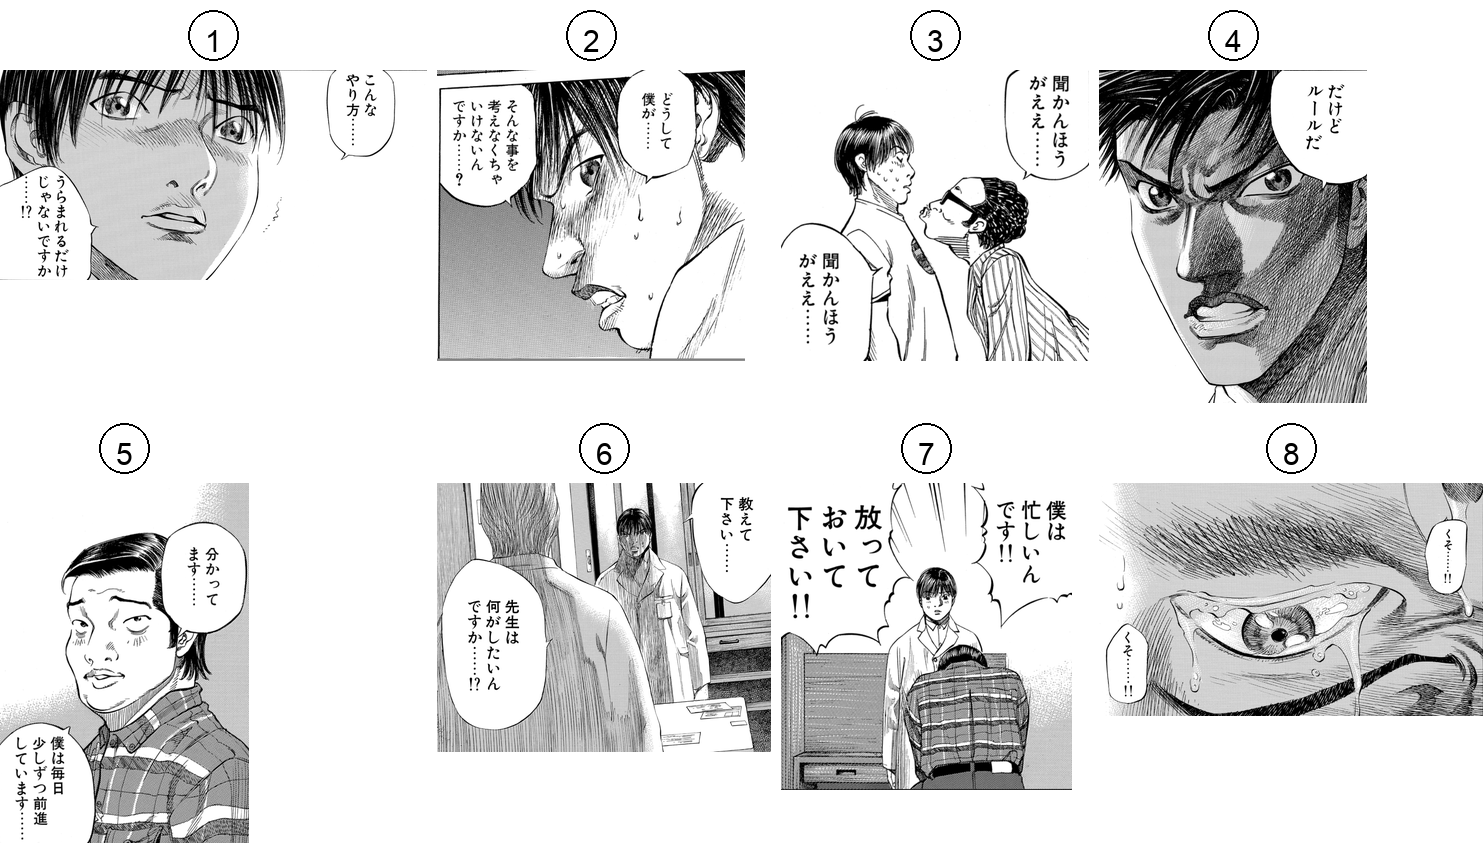 1
こんな
やり方……
うらまれるだけ
じゃないですか
……!?
2
どうして
僕が……
そんな事を
考えなくちゃ
いけないん
ですか……?
3
聞かんほう
がええ……
聞かんほう
がええ……
4
だけど
ルールだ
5
分かって
ます……
僕は毎日
少しずつ前進
しています……
6
教えて
下さい……
先生は
何がしたいん
ですか……!?
7
僕は
忙しいん
です!!
放って
おいて
下さい!!
8
くそ…!!
くそ……!!